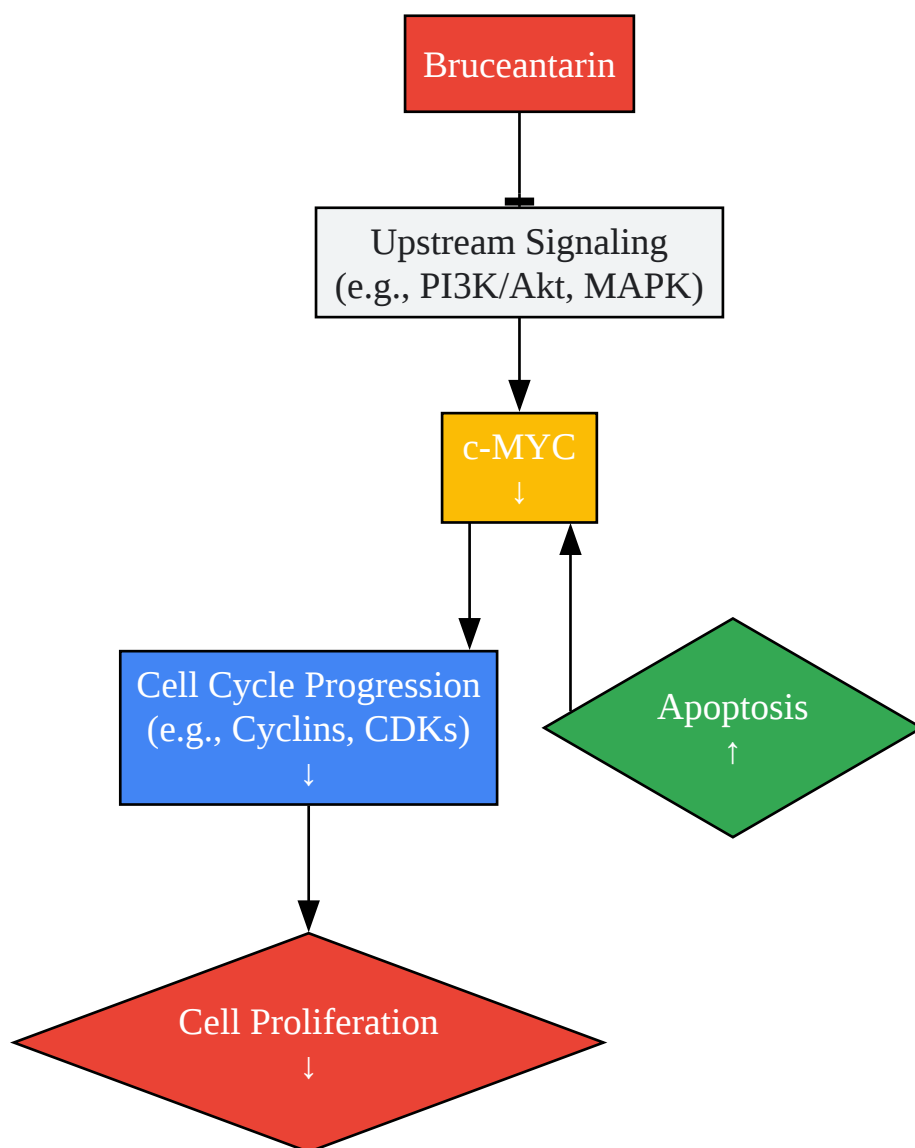 Bruceantarin
Upstream Signaling
(e.g., PI3K/Akt, MAPK)
c-MYC
↓
Cell Cycle Progression
(e.g., Cyclins, CDKs)
↓
Apoptosis
↑
Cell Proliferation
↓